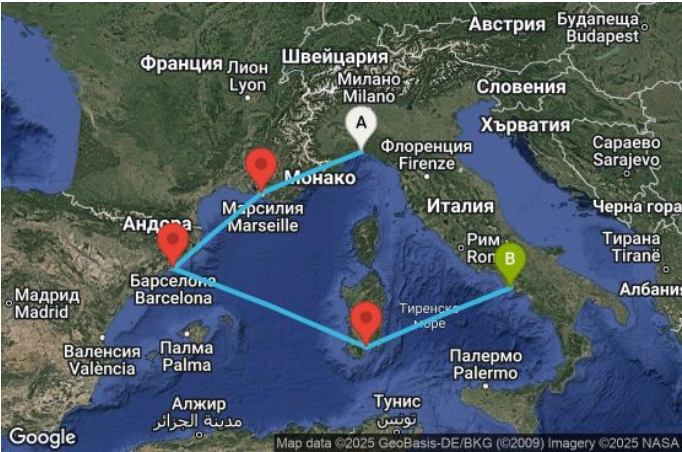 Австрия
Будапеща
Budapest
Франция
Лион
Lyon
Швейцария
Милано
Milano
Словения
A
Хърватия
Флоренция
Firenze
Сараево
Sarajevo
Монако
Марсилия
Marseille
Италия
Черна гора
Андора
Рим
B
Тирана
Tiranë
Барселона
Barcelona
Албания
Мадрид
Madrid
Тиренско
море
Валенсия
València
Палма
Palma
Палермо
Palermo
Алжир
مدينة الجزائر
Тунис
تونس
Google
Map data ©2025 GeoBasis-DE/BKG (©2009) Imagery ©2025 NASA